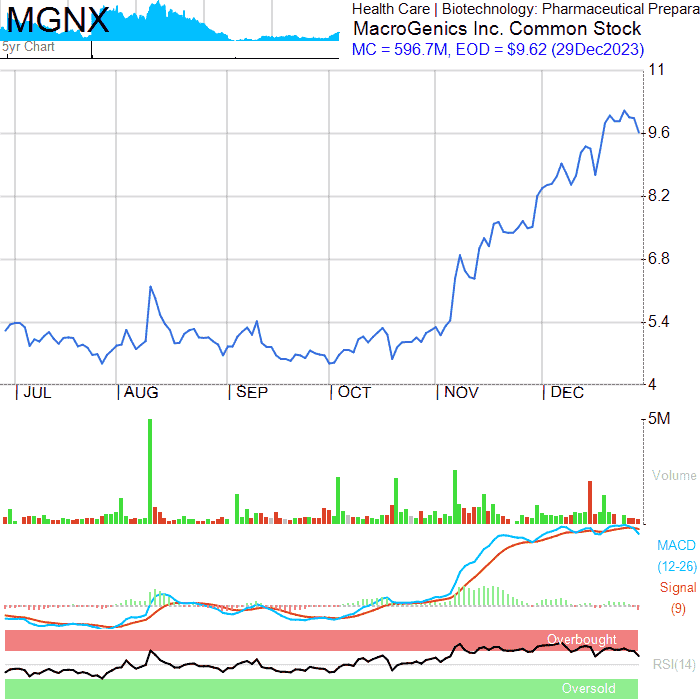 MGNX
5yr Chart
Health Care | Biotechnology: Pharmaceutical Prepara
MacroGenics Inc. Common Stock
MC = 596.7M, EOD = $9.62 (29Dec2023)
11
9.6
8.2
6.8
5.4
4
JUL AUG SEP OCT NOV DEC
5M
Volume
MACD
(12-26)
Signal
(9)
Overbought
RSI(14)
Oversold